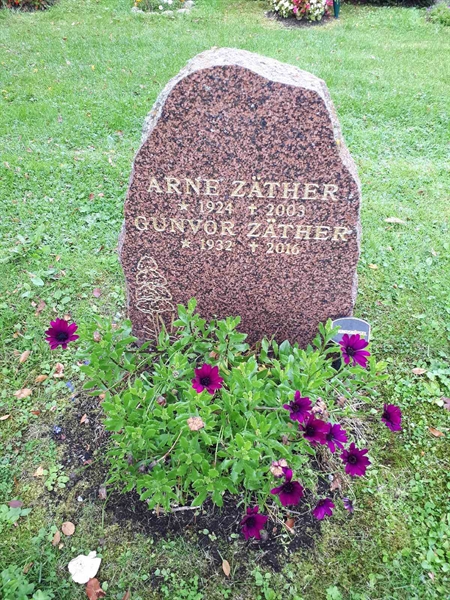 ARNE ZÄTHER
★ 1924 ✝ 2003
GUNVOR ZÄTHER
★ 1932 ✝ 2016